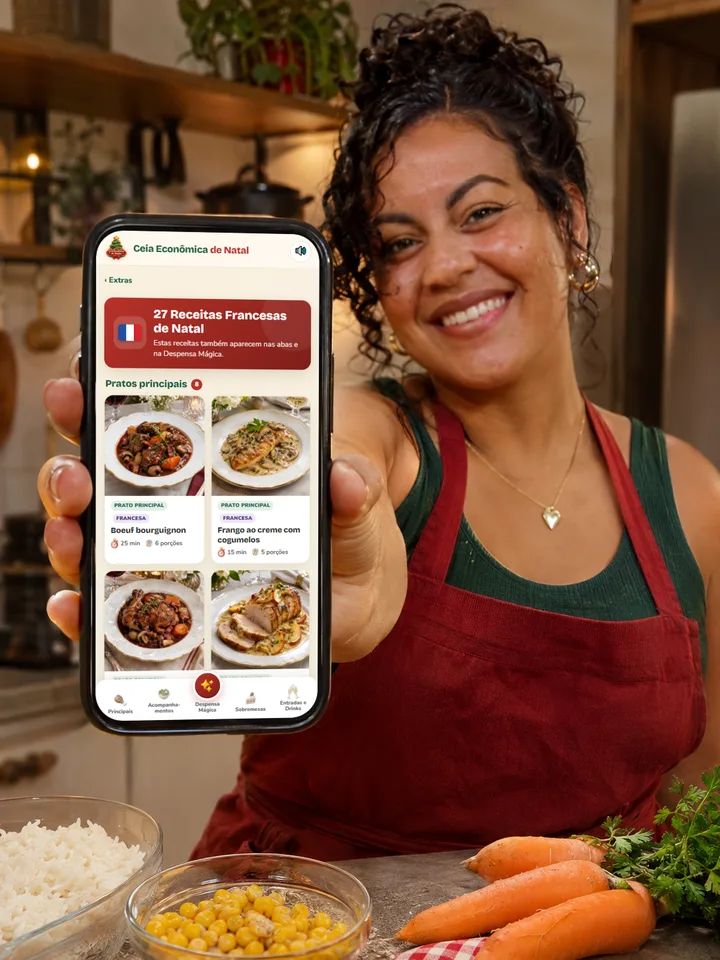 Ceia Econômica de Natal
‹ Extras
27 Receitas Francesas
de Natal
Estas receitas também aparecem nas abas e
na Despensa Mágica.
Pratos principais 8
PRATO PRINCIPAL
FRANCESA
Boeuf bourguignon
25 min 6 porções
PRATO PRINCIPAL
FRANCESA
Frango ao creme com
cogumelos
15 min 5 porções
Principais
Acompanha-
mentos
Despensa
Mágica
Sobremesas
Entradas e
Drinks